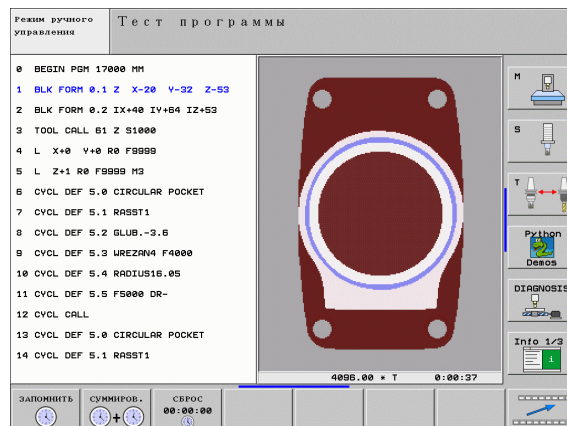 Режим ручного
управления
Тест программы
0 BEGIN PGM 17000 MM
1 BLK FORM 0.1 Z X-20 Y-32 Z-53
2 BLK FORM 0.2 IX+40 IY+64 IZ+53
3 TOOL CALL 61 Z S1000
4 L X+0 Y+0 R0 F9999
5 L Z+1 R0 F9999 M3
6 CYCL DEF 5.0 CIRCULAR POCKET
7 CYCL DEF 5.1 RASST1
8 CYCL DEF 5.2 GLUB.-3.6
9 CYCL DEF 5.3 WREZAN4 F4000
10 CYCL DEF 5.4 RADIUS16.05
11 CYCL DEF 5.5 F5000 DR-
12 CYCL CALL
13 CYCL DEF 5.0 CIRCULAR POCKET
14 CYCL DEF 5.1 RASST1
4096.00 * T 0:00:37
M
S
T
Python
Demos
DIAGNOSIS
Info 1/3
i
ЗАПОМНИТЬ
СУММИРОВ.
+
СБРОС
00:00:00